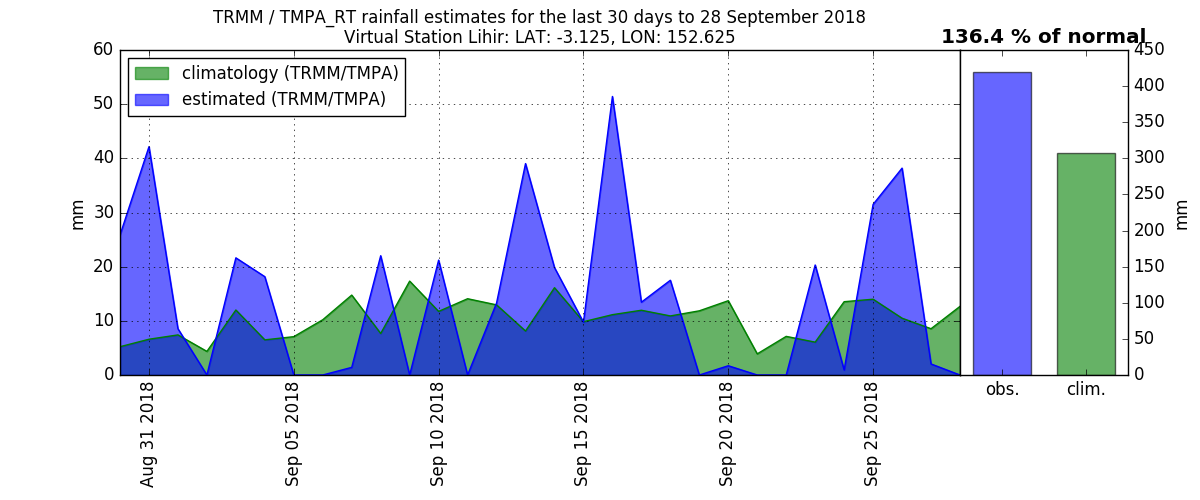 TRMM / TMPA_RT rainfall estimates for the last 30 days to 28 September 2018
Virtual Station Lihir: LAT: -3.125, LON: 152.625
136.4 % of normal
climatology (TRMM/TMPA)
estimated (TRMM/TMPA)
mm
60
50
40
30
20
10
0
Aug 31 2018
Sep 05 2018
Sep 10 2018
Sep 15 2018
Sep 20 2018
Sep 25 2018
450
400
350
300
250
200
150
100
50
0
mm
obs.
clim.